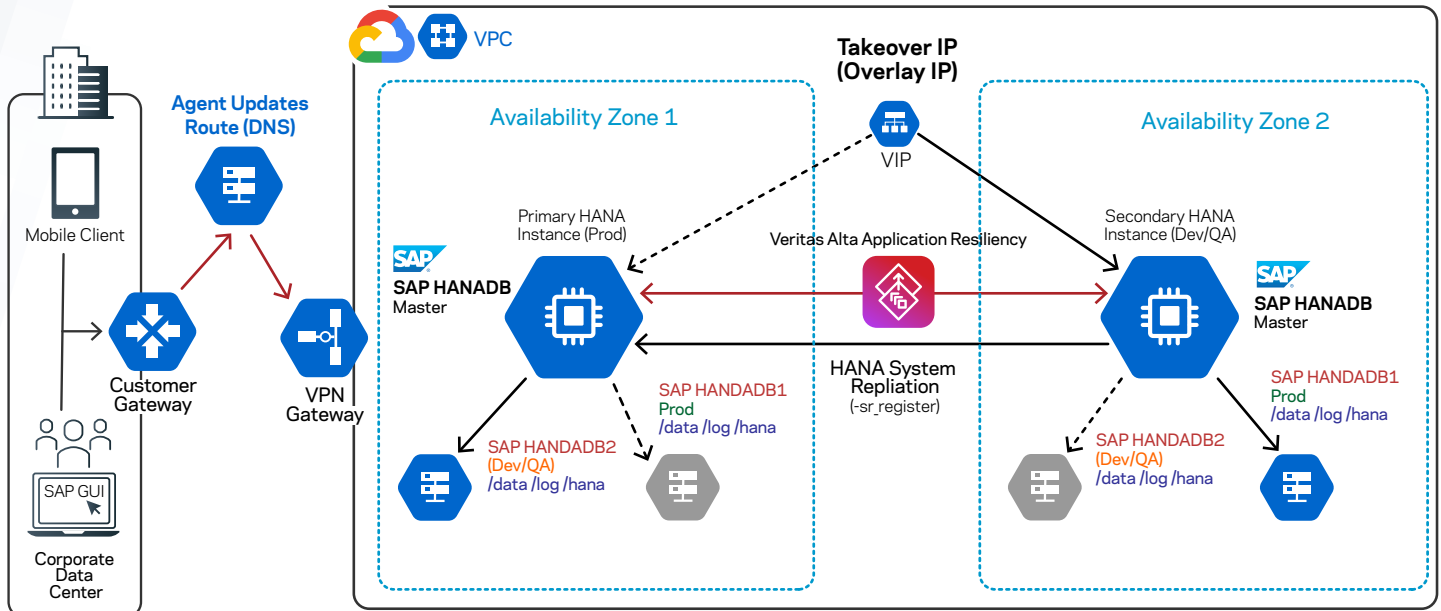 VPC
Takeover IP
(Overlay IP)
VIP
Agent Updates
Route (DNS)
Availability Zone 1
Availability Zone 2
Mobile Client
Customer
Gateway
VPN
Gateway
SAP GUI
Corporate
Data
Center
Primary HANA
Instance (Prod)
SAP
SAP HANADB
Master
Veritas Alta Application Resiliency
HANA System
Repliation
(-sr_register)
Secondary HANA
Instance (Dev/QA)
SAP
SAP HANADB
Master
SAP HANDADB2
(Dev/QA)
/data /log /hana
SAP HANDADB1
Prod
/data /log /hana
SAP HANDADB2
(Dev/QA)
/data /log /hana
SAP HANDADB1
Prod
/data /log /hana